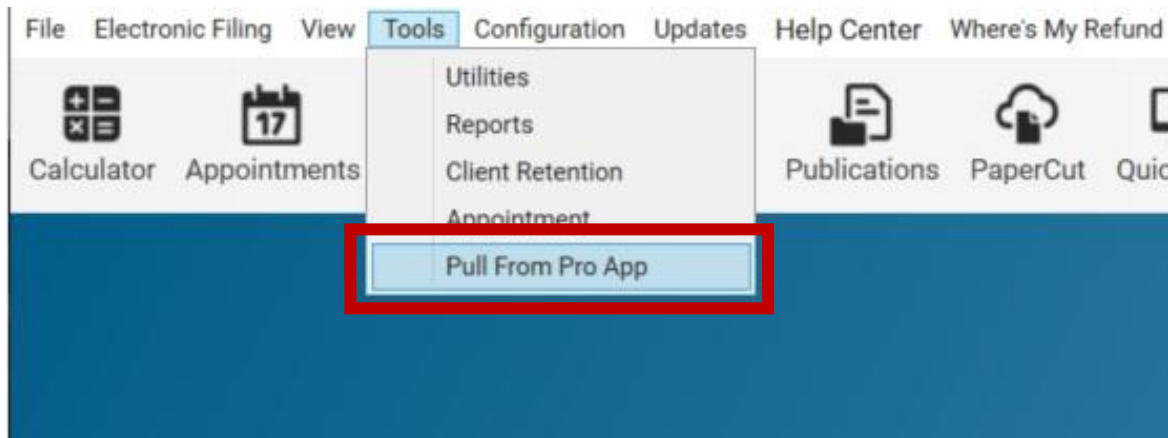 File Electronic Filing View Tools Configuration Updates Help Center Where's My Refund
Utilities
Reports
Client Retention
Appointment
Pull From Pro App
17
Calculator Appointments Publications PaperCut